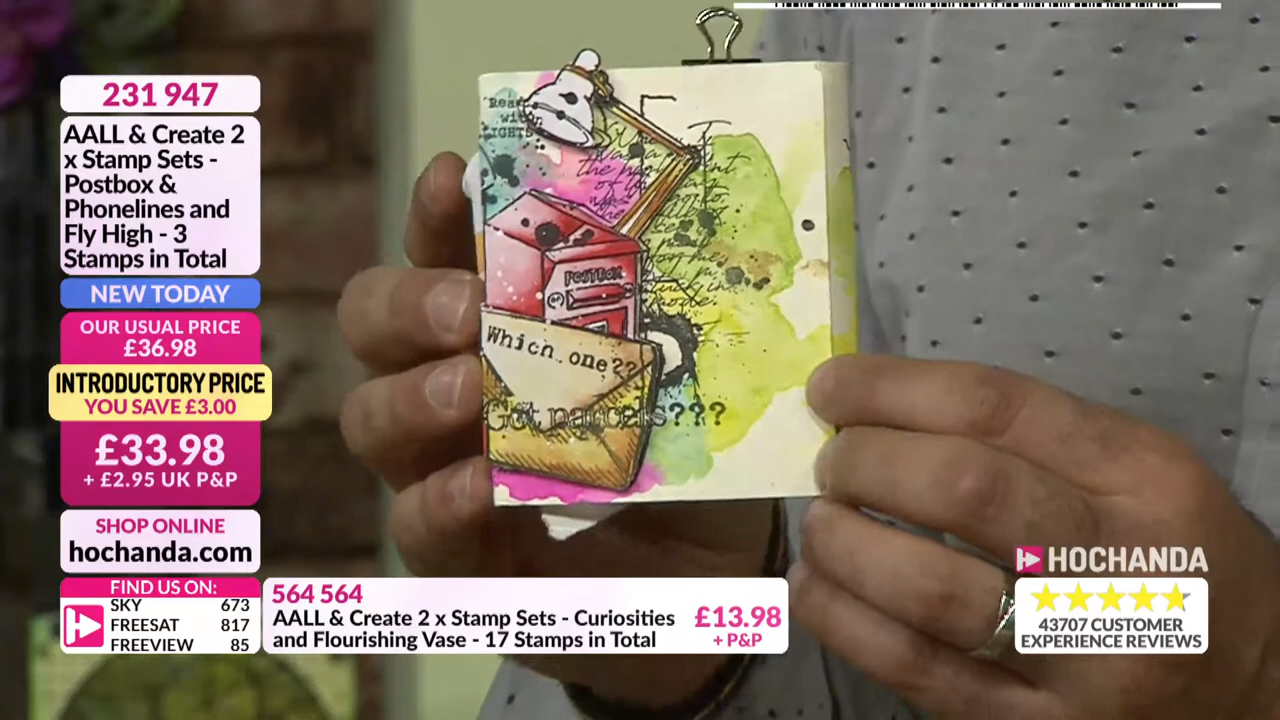 231 947
AALL & Create 2
x Stamp Sets -
Postbox &
Phonelines and
Fly High - 3
Stamps in Total
NEW TODAY
OUR USUAL PRICE
£36.98
INTRODUCTORY PRICE
YOU SAVE £3.00
£33.98
+ £2.95 UK P&P
SHOP ONLINE
hochanda.com
FIND US ON:
SKY 673
FREESAT 817
FREEVIEW 85
564 564
AALL & Create 2 x Stamp Sets - Curiosities
and Flourishing Vase - 17 Stamps in Total
£13.98
+ P&P
HOCHANDA
43707 CUSTOMER
EXPERIENCE REVIEWS
LIGHTS
POSTBOX
Which one??
Got parcels???